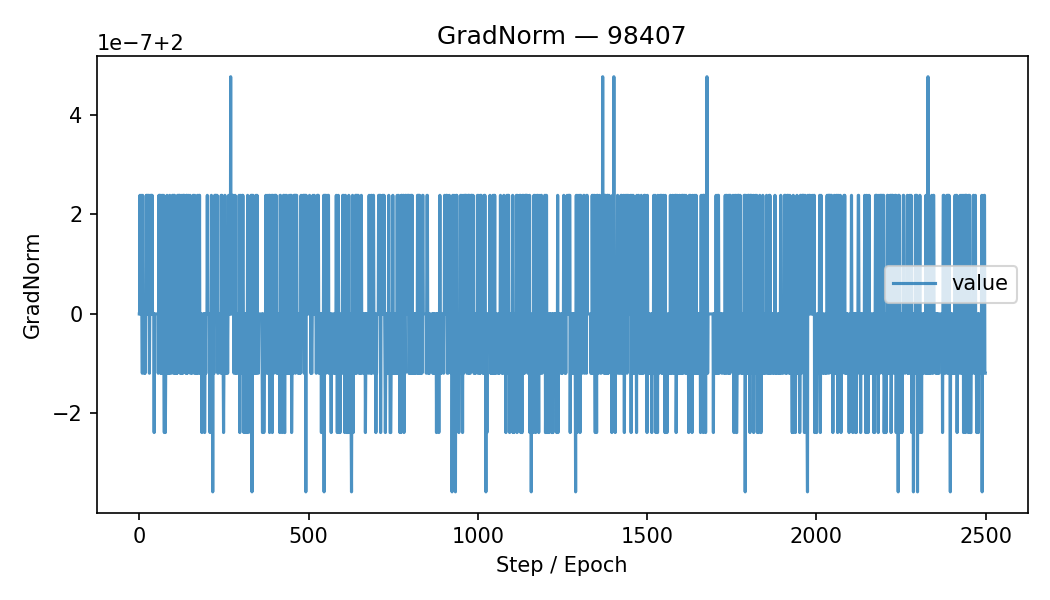 GradNorm — 98407
1e−7+2
4
2
0
−2
GradNorm
value
0 500 1000 1500 2000 2500
Step / Epoch